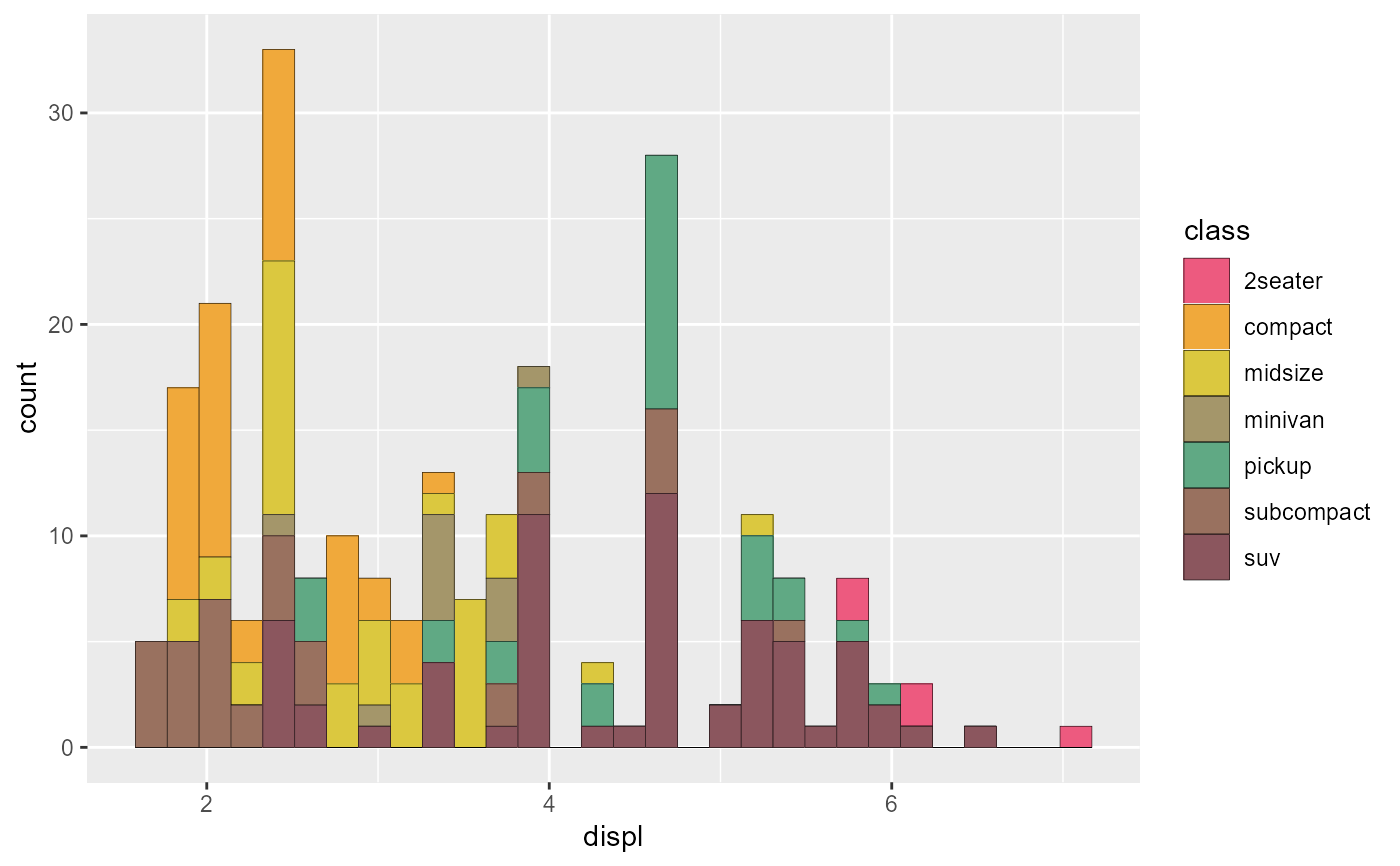 30
20
10
0
count
2 4 6
displ
class
2seater
compact
midsize
minivan
pickup
subcompact
suv